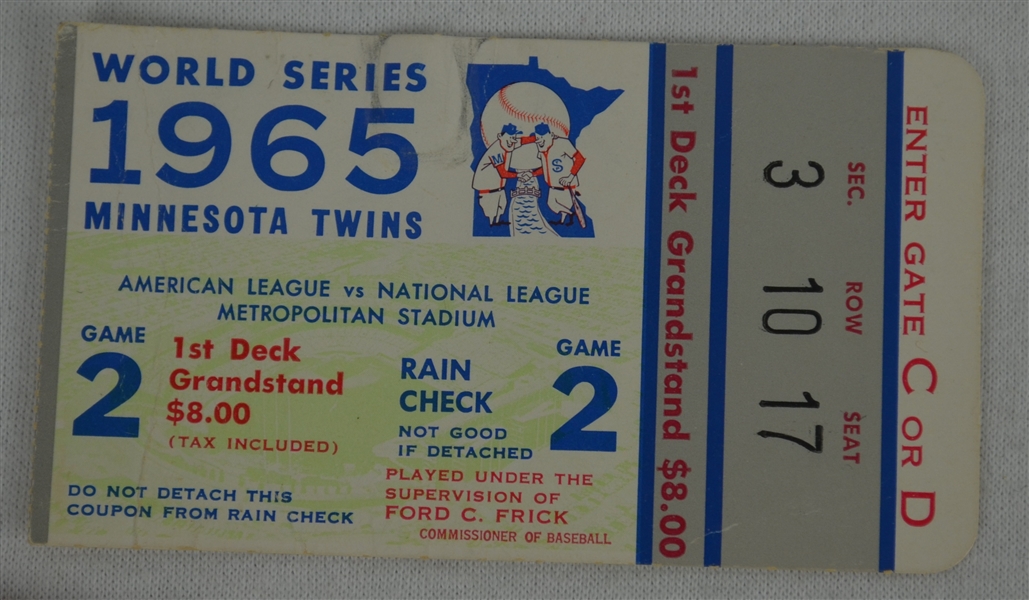 WORLD SERIES
1965
MINNESOTA TWINS
M
StP
AMERICAN LEAGUE vs NATIONAL LEAGUE
METROPOLITAN STADIUM
GAME
2
1st Deck
Grandstand
$8.00
(TAX INCLUDED)
RAIN
CHECK
NOT GOOD
IF DETACHED
GAME
2
DO NOT DETACH THIS
COUPON FROM RAIN CHECK
PLAYED UNDER THE
SUPERVISION OF
FORD C. FRICK
COMMISSIONER OF BASEBALL
1st Deck Grandstand $8.00
SEC. ROW SEAT
3 10 17
ENTER GATE C OR D